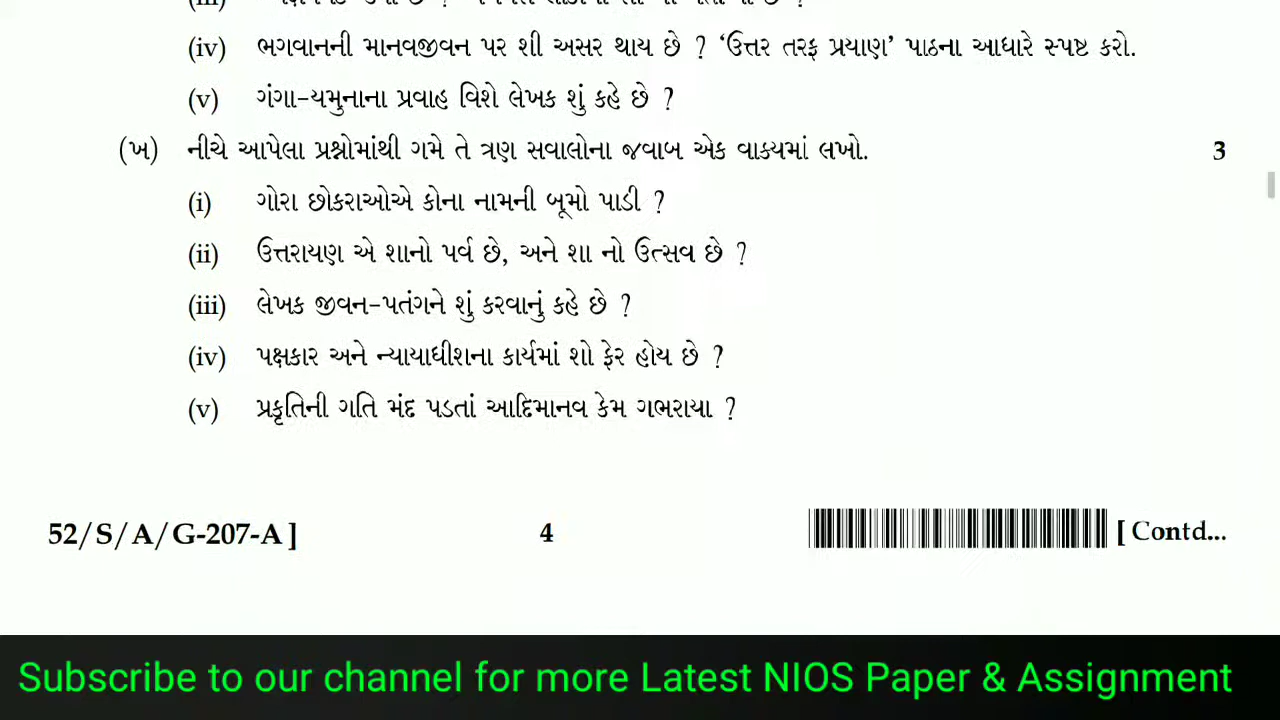 (iv) ભગવાનની માનવજીવન પર શી અસર થાય છે ? ‘ઉત્તર તરફ પ્રયાણ’ પાઠના આધારે સ્પષ્ટ કરો.
(v) ગંગા-યમુનાના પ્રવાહ વિશે લેખક શું કહે છે ?
(ખ) નીચે આપેલા પ્રશ્નોમાંથી ગમે તે ત્રણ સવાલોના જવાબ એક વાક્યમાં લખો. 3
(i) ગોરા છોકરાઓએ કોના નામની બૂમો પાડી ?
(ii) ઉત્તરાયણ એ શાનો પર્વ છે, અને શા નો ઉત્સવ છે ?
(iii) લેખક જીવન-પતંગને શું કરવાનું કહે છે ?
(iv) પક્ષકાર અને ન્યાયાધીશના કાર્યમાં શો ફેર હોય છે ?
(v) પ્રકૃતિની ગતિ મંદ પડતાં આદિમાનવ કેમ ગભરાયા ?
52/S/A/G-207-A ] 4 [ Contd...
Subscribe to our channel for more Latest NIOS Paper & Assignment